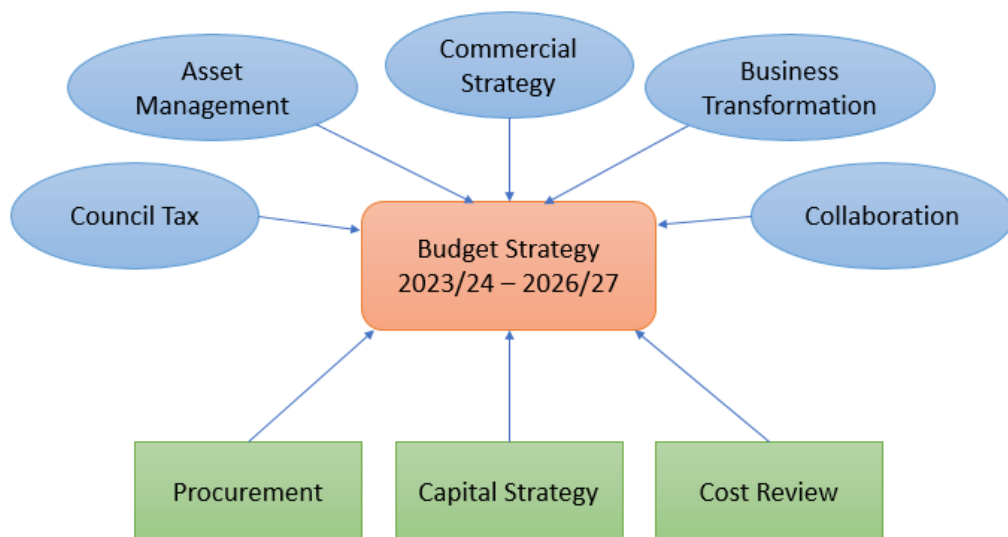 Commercial
Strategy
Asset
Management
Business
Transformation
Council Tax
Collaboration
Budget Strategy
2023/24 – 2026/27
Procurement
Capital Strategy
Cost Review